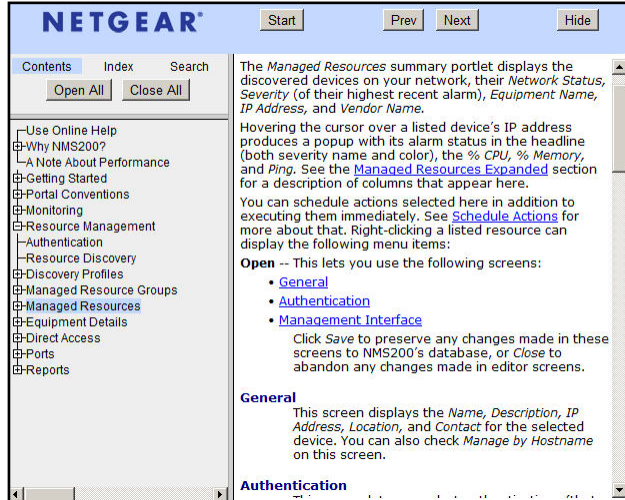 NETGEAR®
Start Prev Next Hide
Contents Index Search
Open All Close All
Use Online Help
Why NMS200?
A Note About Performance
Getting Started
Portal Conventions
Monitoring
Resource Management
Authentication
Resource Discovery
Discovery Profiles
Managed Resource Groups
Managed Resources
Equipment Details
Direct Access
Ports
Reports
The Managed Resources summary portlet displays the
discovered devices on your network, their Network Status,
Severity (of their highest recent alarm), Equipment Name,
IP Address, and Vendor Name.
Hovering the cursor over a listed device's IP address
produces a popup with its alarm status in the headline
(both severity name and color), the % CPU, % Memory,
and Ping. See the Managed Resources Expanded section
for a description of columns that appear here.
You can schedule actions selected here in addition to
executing them immediately. See Schedule Actions for
more about that. Right-clicking a listed resource can
display the following menu items:
Open -- This lets you use the following screens:
• General
• Authentication
• Management Interface
Click Save to preserve any changes made in these
screens to NMS200's database, or Close to
abandon any changes made in editor screens.
General
This screen displays the Name, Description, IP
Address, Location, and Contact for the selected
device. You can also check Manage by Hostname
on this screen.
Authentication